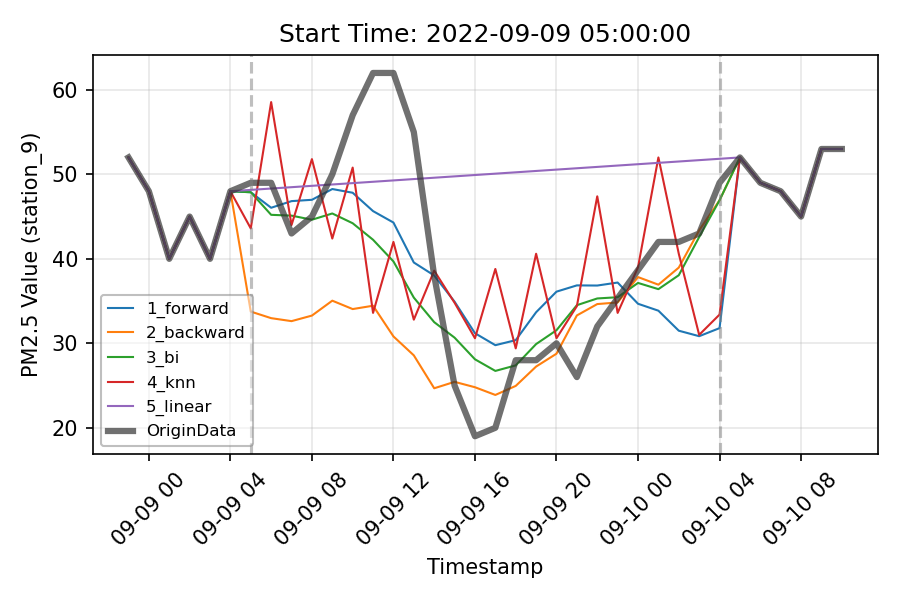 Start Time: 2022-09-09 05:00:00
PM2.5 Value (station_9)
60
50
40
30
20
1_forward
2_backward
3_bi
4_knn
5_linear
OriginData
09-09 00
09-09 04
09-09 08
09-09 12
09-09 16
09-09 20
09-10 00
09-10 04
09-10 08
Timestamp